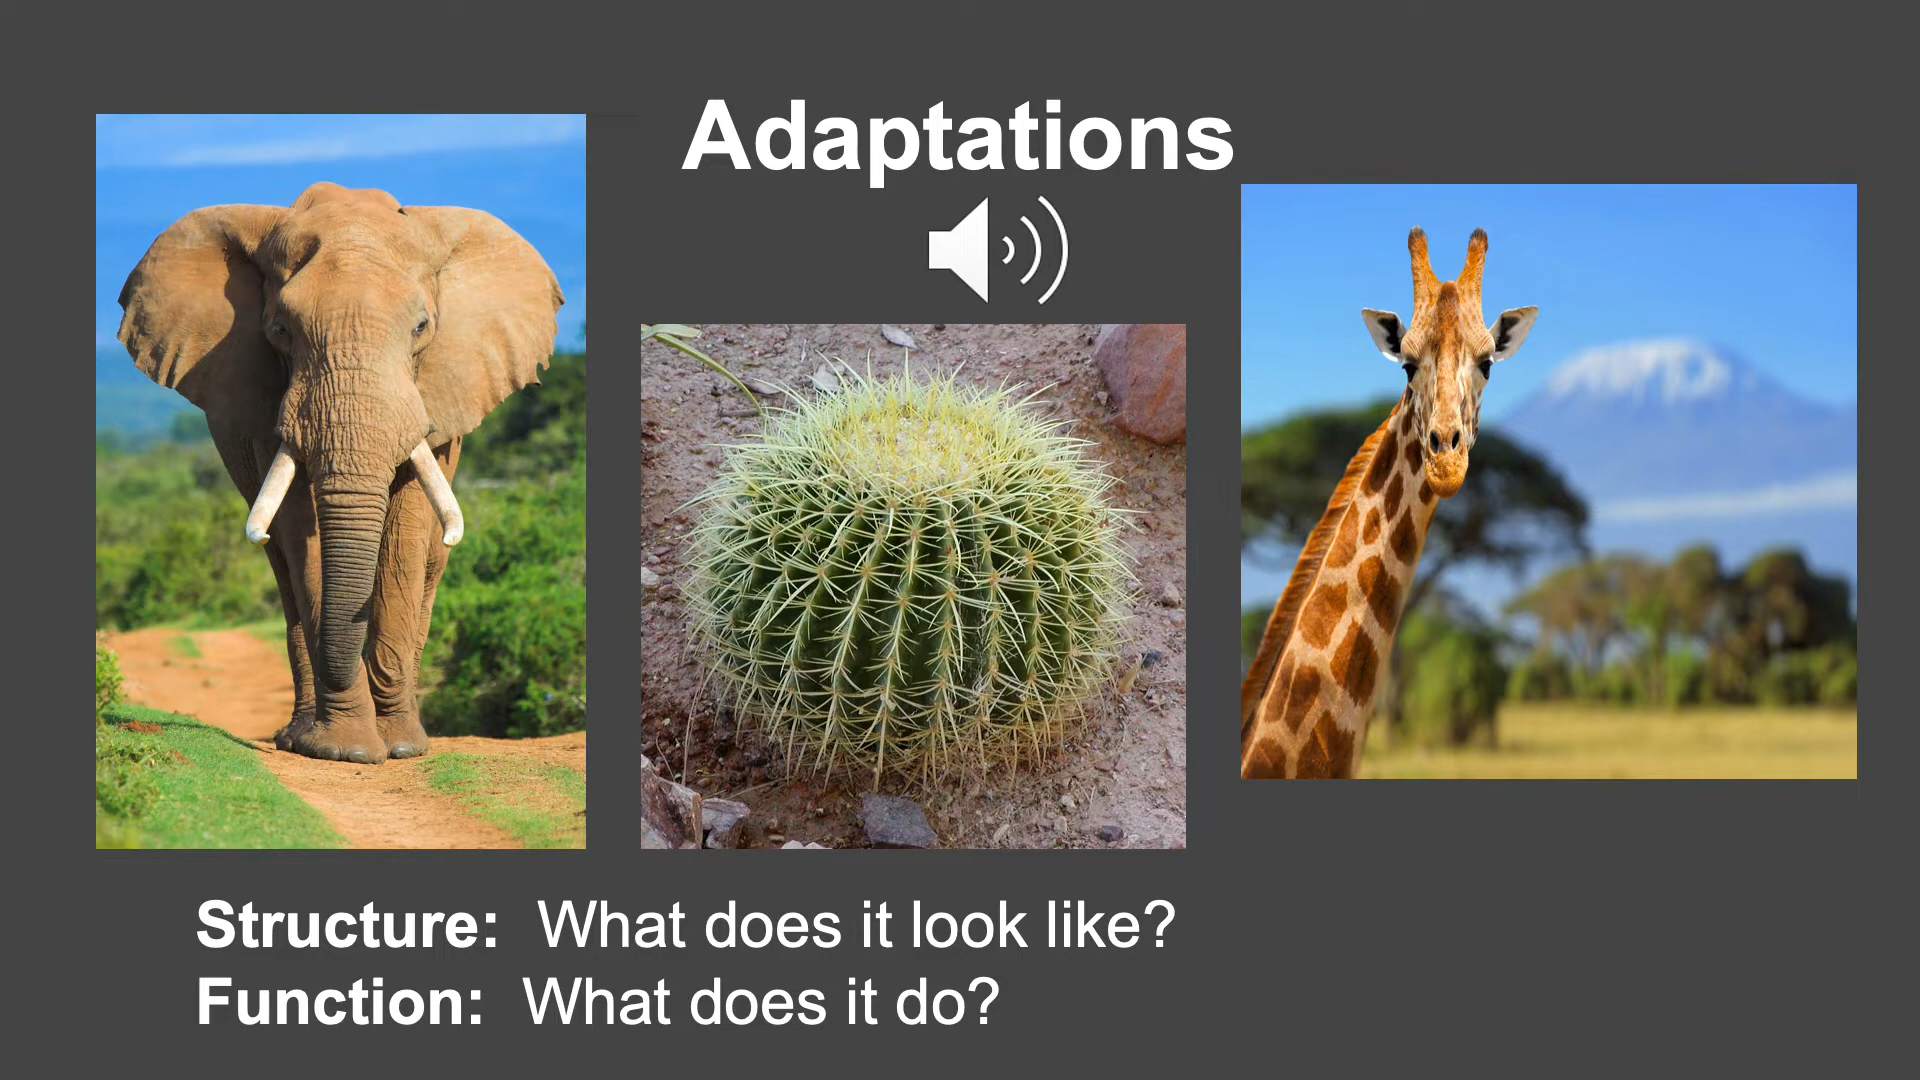 Adaptations
Structure: What does it look like?
Function: What does it do?